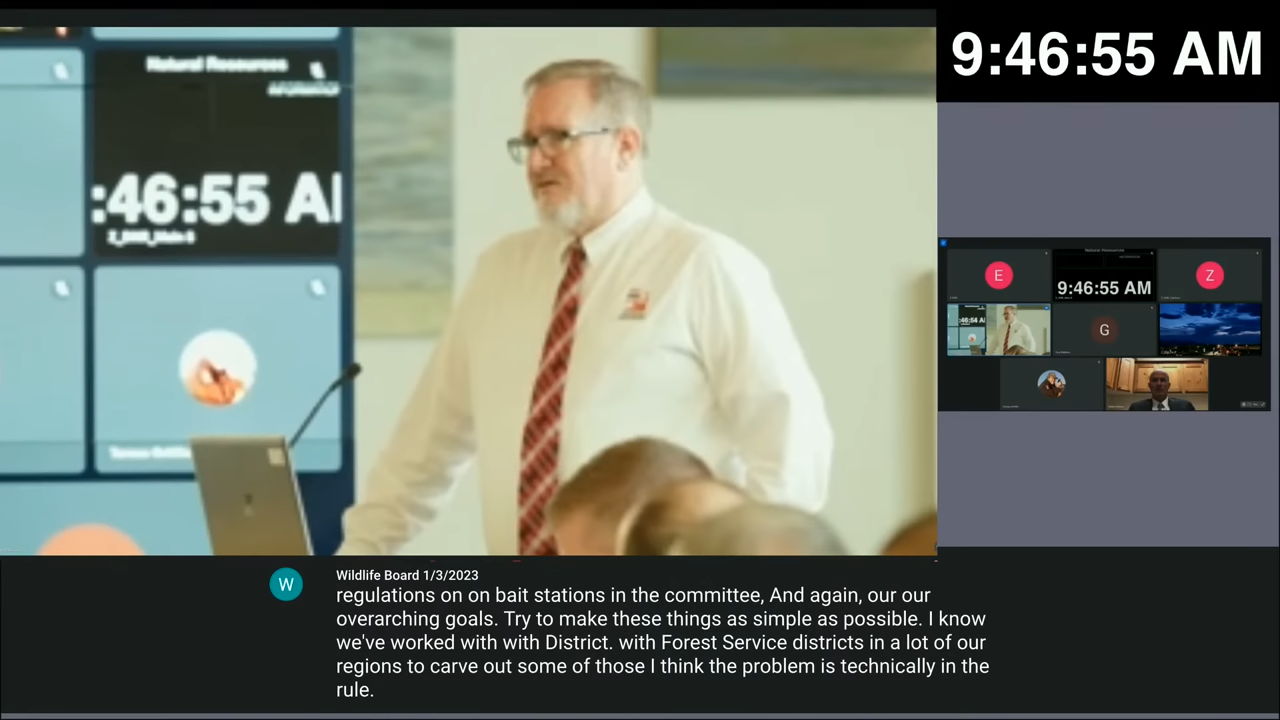 9:46:55 AM
Natural Resources
:46:55 A
E
9:46:55 AM
Z
G
W
Wildlife Board 1/3/2023
regulations on on bait stations in the committee, And again, our our
overarching goals. Try to make these things as simple as possible. I know
we've worked with with District. with Forest Service districts in a lot of our
regions to carve out some of those I think the problem is technically in the
rule.